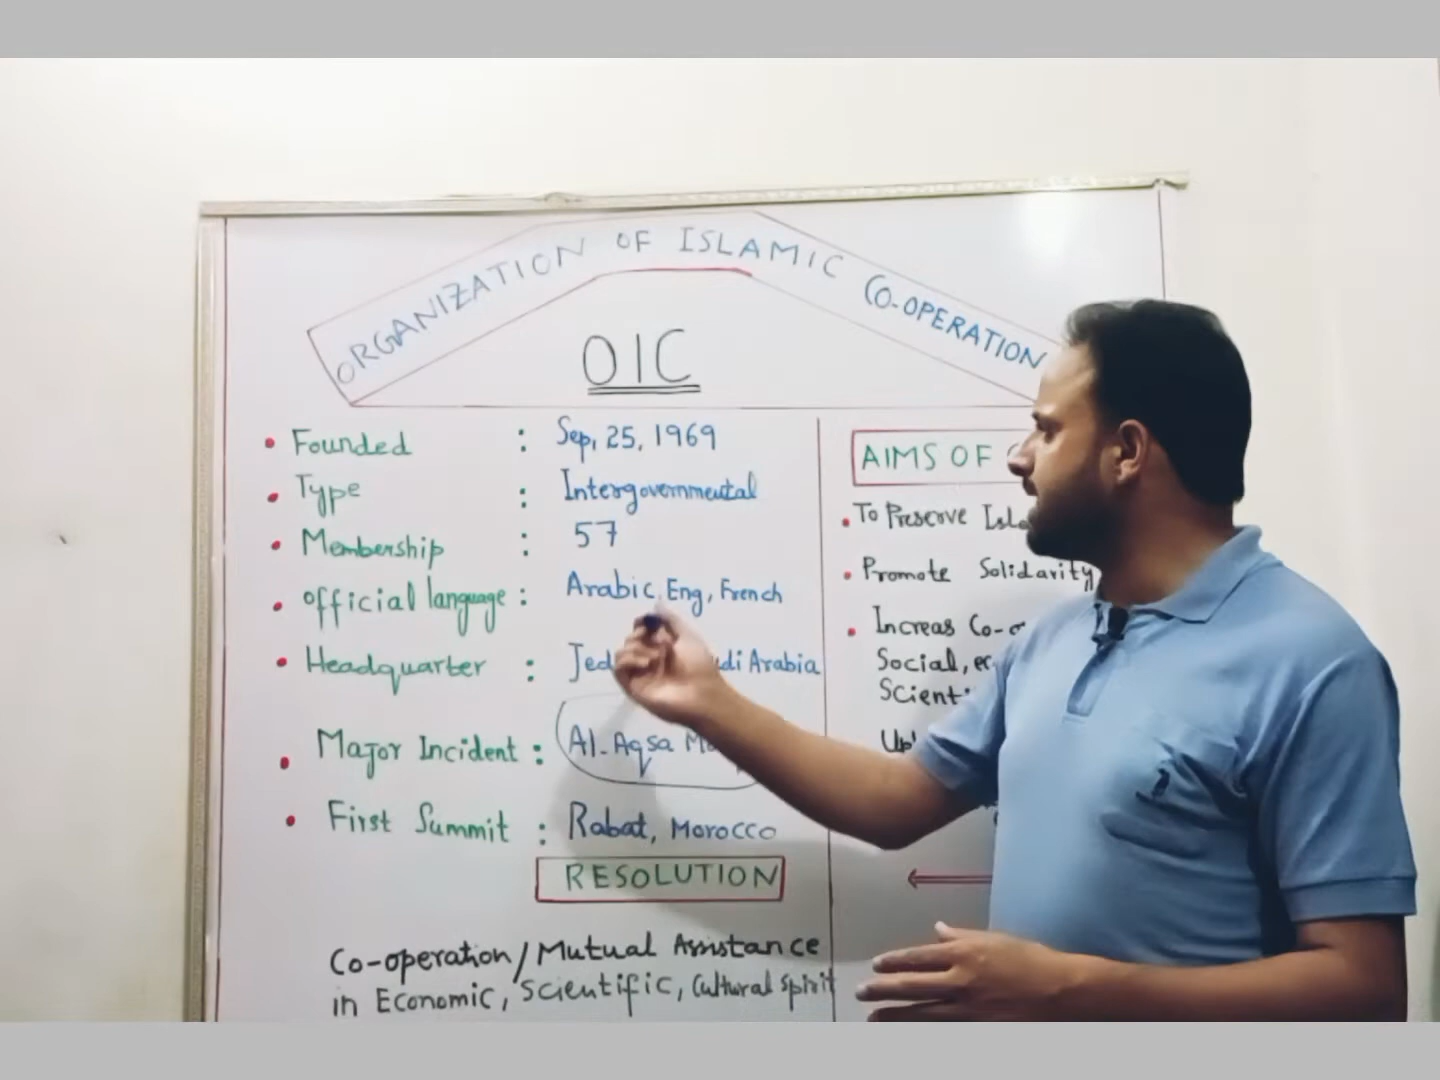 ORGANIZATION OF ISLAMIC CO-OPERATION
OIC
• Founded : Sep, 25, 1969
• Type : Intergovernmental
• Membership : 57
• Official language : Arabic, Eng, French
• Headquarter : Arabia
• Major Incident : Al-Aqsa
• First Summit : Rabat, Morocco
RESOLUTION
Co-operation/Mutual Assistance
in Economic, Scientific, Cultural Spirit
AIMS OF
• To Preserve
• Promote Solidarity
• Increas
Social,